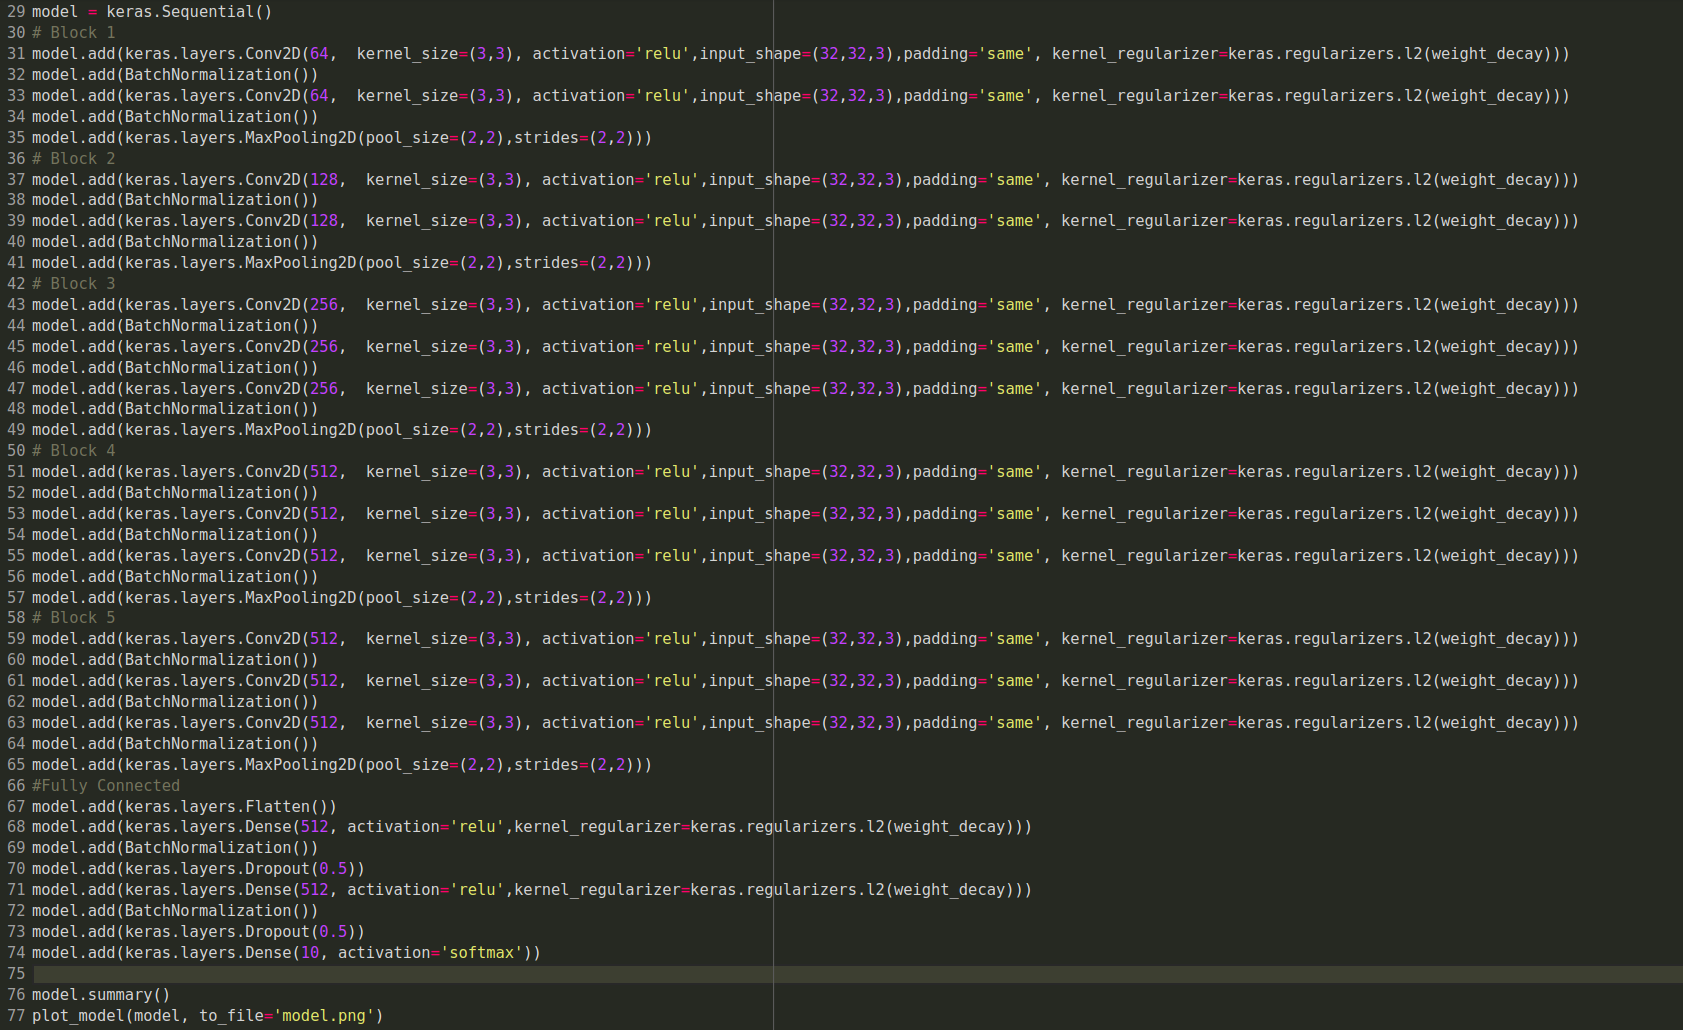 29 model = keras.Sequential()
30 # Block 1
31 model.add(keras.layers.Conv2D(64,  kernel_size=(3,3), activation='relu',input_shape=(32,32,3),padding='same', kernel_regularizer=keras.regularizers.l2(weight_decay)))
32 model.add(BatchNormalization())
33 model.add(keras.layers.Conv2D(64,  kernel_size=(3,3), activation='relu',input_shape=(32,32,3),padding='same', kernel_regularizer=keras.regularizers.l2(weight_decay)))
34 model.add(BatchNormalization())
35 model.add(keras.layers.MaxPooling2D(pool_size=(2,2),strides=(2,2)))
36 # Block 2
37 model.add(keras.layers.Conv2D(128,  kernel_size=(3,3), activation='relu',input_shape=(32,32,3),padding='same', kernel_regularizer=keras.regularizers.l2(weight_decay)))
38 model.add(BatchNormalization())
39 model.add(keras.layers.Conv2D(128,  kernel_size=(3,3), activation='relu',input_shape=(32,32,3),padding='same', kernel_regularizer=keras.regularizers.l2(weight_decay)))
40 model.add(BatchNormalization())
41 model.add(keras.layers.MaxPooling2D(pool_size=(2,2),strides=(2,2)))
42 # Block 3
43 model.add(keras.layers.Conv2D(256,  kernel_size=(3,3), activation='relu',input_shape=(32,32,3),padding='same', kernel_regularizer=keras.regularizers.l2(weight_decay)))
44 model.add(BatchNormalization())
45 model.add(keras.layers.Conv2D(256,  kernel_size=(3,3), activation='relu',input_shape=(32,32,3),padding='same', kernel_regularizer=keras.regularizers.l2(weight_decay)))
46 model.add(BatchNormalization())
47 model.add(keras.layers.Conv2D(256,  kernel_size=(3,3), activation='relu',input_shape=(32,32,3),padding='same', kernel_regularizer=keras.regularizers.l2(weight_decay)))
48 model.add(BatchNormalization())
49 model.add(keras.layers.MaxPooling2D(pool_size=(2,2),strides=(2,2)))
50 # Block 4
51 model.add(keras.layers.Conv2D(512,  kernel_size=(3,3), activation='relu',input_shape=(32,32,3),padding='same', kernel_regularizer=keras.regularizers.l2(weight_decay)))
52 model.add(BatchNormalization())
53 model.add(keras.layers.Conv2D(512,  kernel_size=(3,3), activation='relu',input_shape=(32,32,3),padding='same', kernel_regularizer=keras.regularizers.l2(weight_decay)))
54 model.add(BatchNormalization())
55 model.add(keras.layers.Conv2D(512,  kernel_size=(3,3), activation='relu',input_shape=(32,32,3),padding='same', kernel_regularizer=keras.regularizers.l2(weight_decay)))
56 model.add(BatchNormalization())
57 model.add(keras.layers.MaxPooling2D(pool_size=(2,2),strides=(2,2)))
58 # Block 5
59 model.add(keras.layers.Conv2D(512,  kernel_size=(3,3), activation='relu',input_shape=(32,32,3),padding='same', kernel_regularizer=keras.regularizers.l2(weight_decay)))
60 model.add(BatchNormalization())
61 model.add(keras.layers.Conv2D(512,  kernel_size=(3,3), activation='relu',input_shape=(32,32,3),padding='same', kernel_regularizer=keras.regularizers.l2(weight_decay)))
62 model.add(BatchNormalization())
63 model.add(keras.layers.Conv2D(512,  kernel_size=(3,3), activation='relu',input_shape=(32,32,3),padding='same', kernel_regularizer=keras.regularizers.l2(weight_decay)))
64 model.add(BatchNormalization())
65 model.add(keras.layers.MaxPooling2D(pool_size=(2,2),strides=(2,2)))
66 #Fully Connected
67 model.add(keras.layers.Flatten())
68 model.add(keras.layers.Dense(512, activation='relu',kernel_regularizer=keras.regularizers.l2(weight_decay)))
69 model.add(BatchNormalization())
70 model.add(keras.layers.Dropout(0.5))
71 model.add(keras.layers.Dense(512, activation='relu',kernel_regularizer=keras.regularizers.l2(weight_decay)))
72 model.add(BatchNormalization())
73 model.add(keras.layers.Dropout(0.5))
74 model.add(keras.layers.Dense(10, activation='softmax'))
75
76 model.summary()
77 plot_model(model, to_file='model.png')